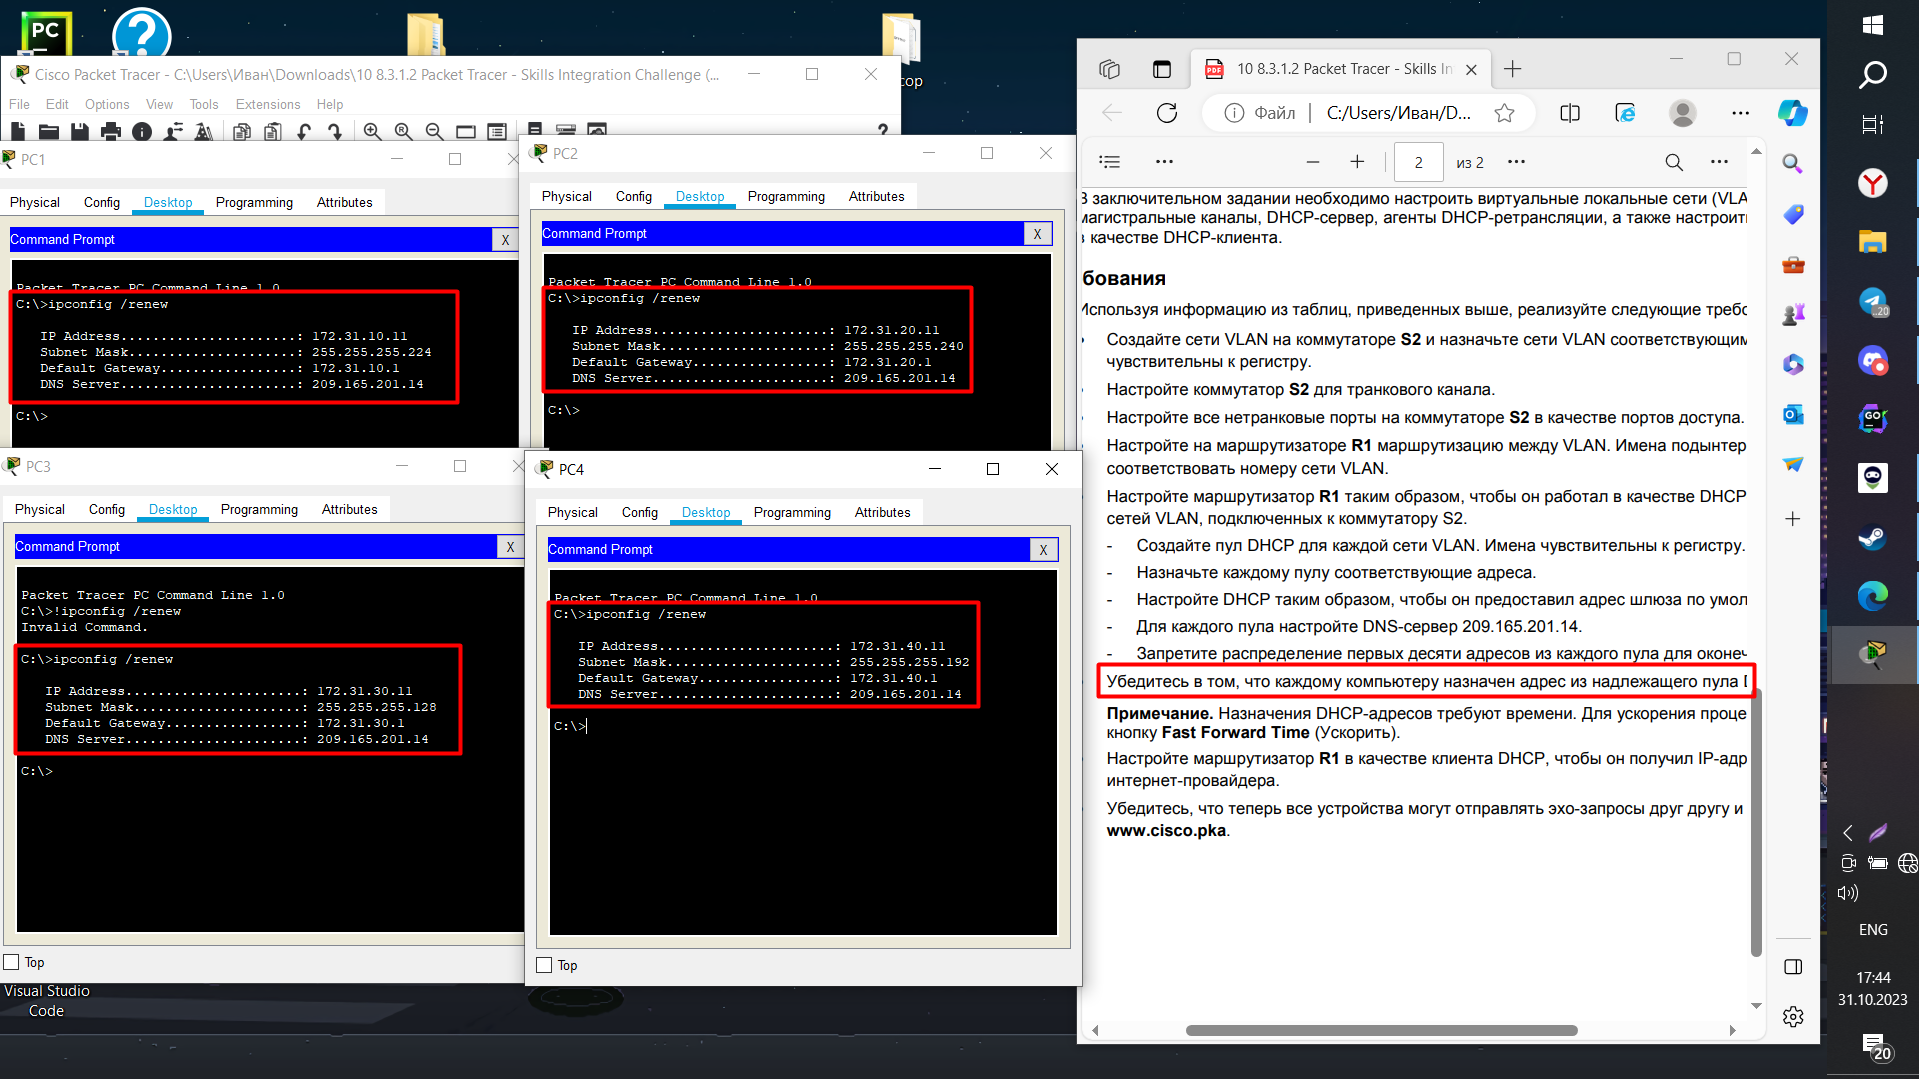 PC
?
сор
Cisco Packet Tracer - C:\Users\Иван\Downloads\10 8.3.1.2 Packet Tracer - Skills Integration Challenge (...
File Edit Options View Tools Extensions Help
?
PC1
Physical Config Desktop Programming Attributes
Command Prompt X
Packet Tracer PC Command Line 1.0
C:\>ipconfig /renew
IP Address......................: 172.31.10.11
Subnet Mask.....................: 255.255.255.224
Default Gateway.................: 172.31.10.1
DNS Server......................: 209.165.201.14
C:\>
PC2
Physical Config Desktop Programming Attributes
Command Prompt X
Packet Tracer PC Command Line 1.0
C:\>ipconfig /renew
IP Address......................: 172.31.20.11
Subnet Mask.....................: 255.255.255.240
Default Gateway.................: 172.31.20.1
DNS Server......................: 209.165.201.14
C:\>
PC3
Physical Config Desktop Programming Attributes
Command Prompt X
Packet Tracer PC Command Line 1.0
C:\>!ipconfig /renew
Invalid Command.
C:\>ipconfig /renew
IP Address......................: 172.31.30.11
Subnet Mask.....................: 255.255.255.128
Default Gateway.................: 172.31.30.1
DNS Server......................: 209.165.201.14
C:\>
Top
PC4
Physical Config Desktop Programming Attributes
Command Prompt X
Packet Tracer PC Command Line 1.0
C:\>ipconfig /renew
IP Address......................: 172.31.40.11
Subnet Mask.....................: 255.255.255.192
Default Gateway.................: 172.31.40.1
DNS Server......................: 209.165.201.14
C:\>
Top
Visual Studio
Code
PDF 10 8.3.1.2 Packet Tracer - Skills In
Файл C:/Users/Иван/D...
2 из 2
В заключительном задании необходимо настроить виртуальные локальные сети (VLA
магистральные каналы, DHCP-сервер, агенты DHCP-ретрансляции, а также настроить
в качестве DHCP-клиента.
бования
Используя информацию из таблиц, приведенных выше, реализуйте следующие требо
Создайте сети VLAN на коммутаторе S2 и назначьте сети VLAN соответствующим
чувствительны к регистру.
Настройте коммутатор S2 для транкового канала.
Настройте все нетранковые порты на коммутаторе S2 в качестве портов доступа.
Настройте на маршрутизаторе R1 маршрутизацию между VLAN. Имена подынтер
соответствовать номеру сети VLAN.
Настройте маршрутизатор R1 таким образом, чтобы он работал в качестве DHCP
сетей VLAN, подключенных к коммутатору S2.
- Создайте пул DHCP для каждой сети VLAN. Имена чувствительны к регистру.
- Назначьте каждому пулу соответствующие адреса.
- Настройте DHCP таким образом, чтобы он предоставил адрес шлюза по умол
- Для каждого пула настройте DNS-сервер 209.165.201.14.
- Запретите распределение первых десяти адресов из каждого пула для оконеч
Убедитесь в том, что каждому компьютеру назначен адрес из надлежащего пула D
Примечание. Назначения DHCP-адресов требуют времени. Для ускорения проце
кнопку Fast Forward Time (Ускорить).
Настройте маршрутизатор R1 в качестве клиента DHCP, чтобы он получил IP-адр
интернет-провайдера.
Убедитесь, что теперь все устройства могут отправлять эхо-запросы друг другу и
www.cisco.pka.
20
GO
ENG
17:44
31.10.2023
20